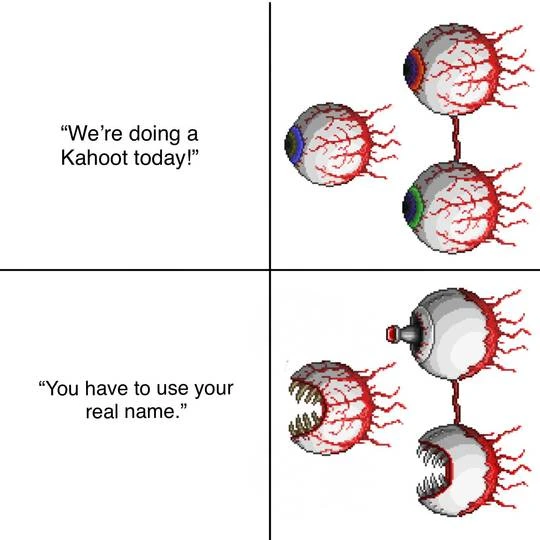 “We’re doing a
Kahoot today!”
“You have to use your
real name.”